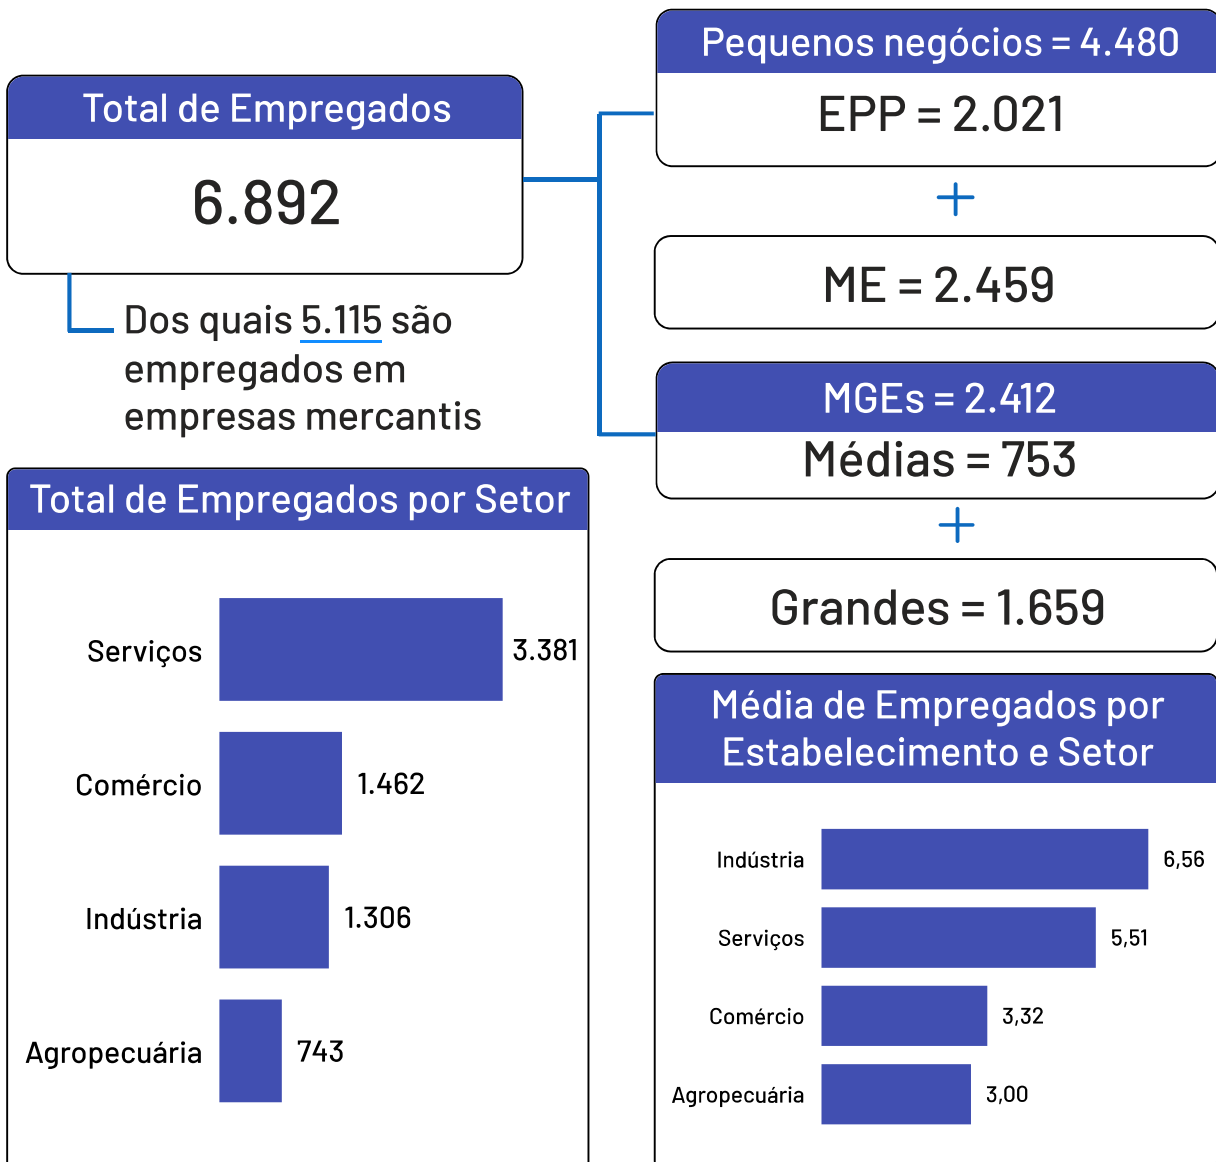 Total de Empregados
6.892
Dos quais 5.115 são
empregados em
empresas mercantis
Pequenos negócios = 4.480
EPP = 2.021
+
ME = 2.459
MGEs = 2.412
Médias = 753
+
Grandes = 1.659
Total de Empregados por Setor
Serviços 3.381
Comércio 1.462
Indústria 1.306
Agropecuária 743
Média de Empregados por
Estabelecimento e Setor
Indústria 6,56
Serviços 5,51
Comércio 3,32
Agropecuária 3,00